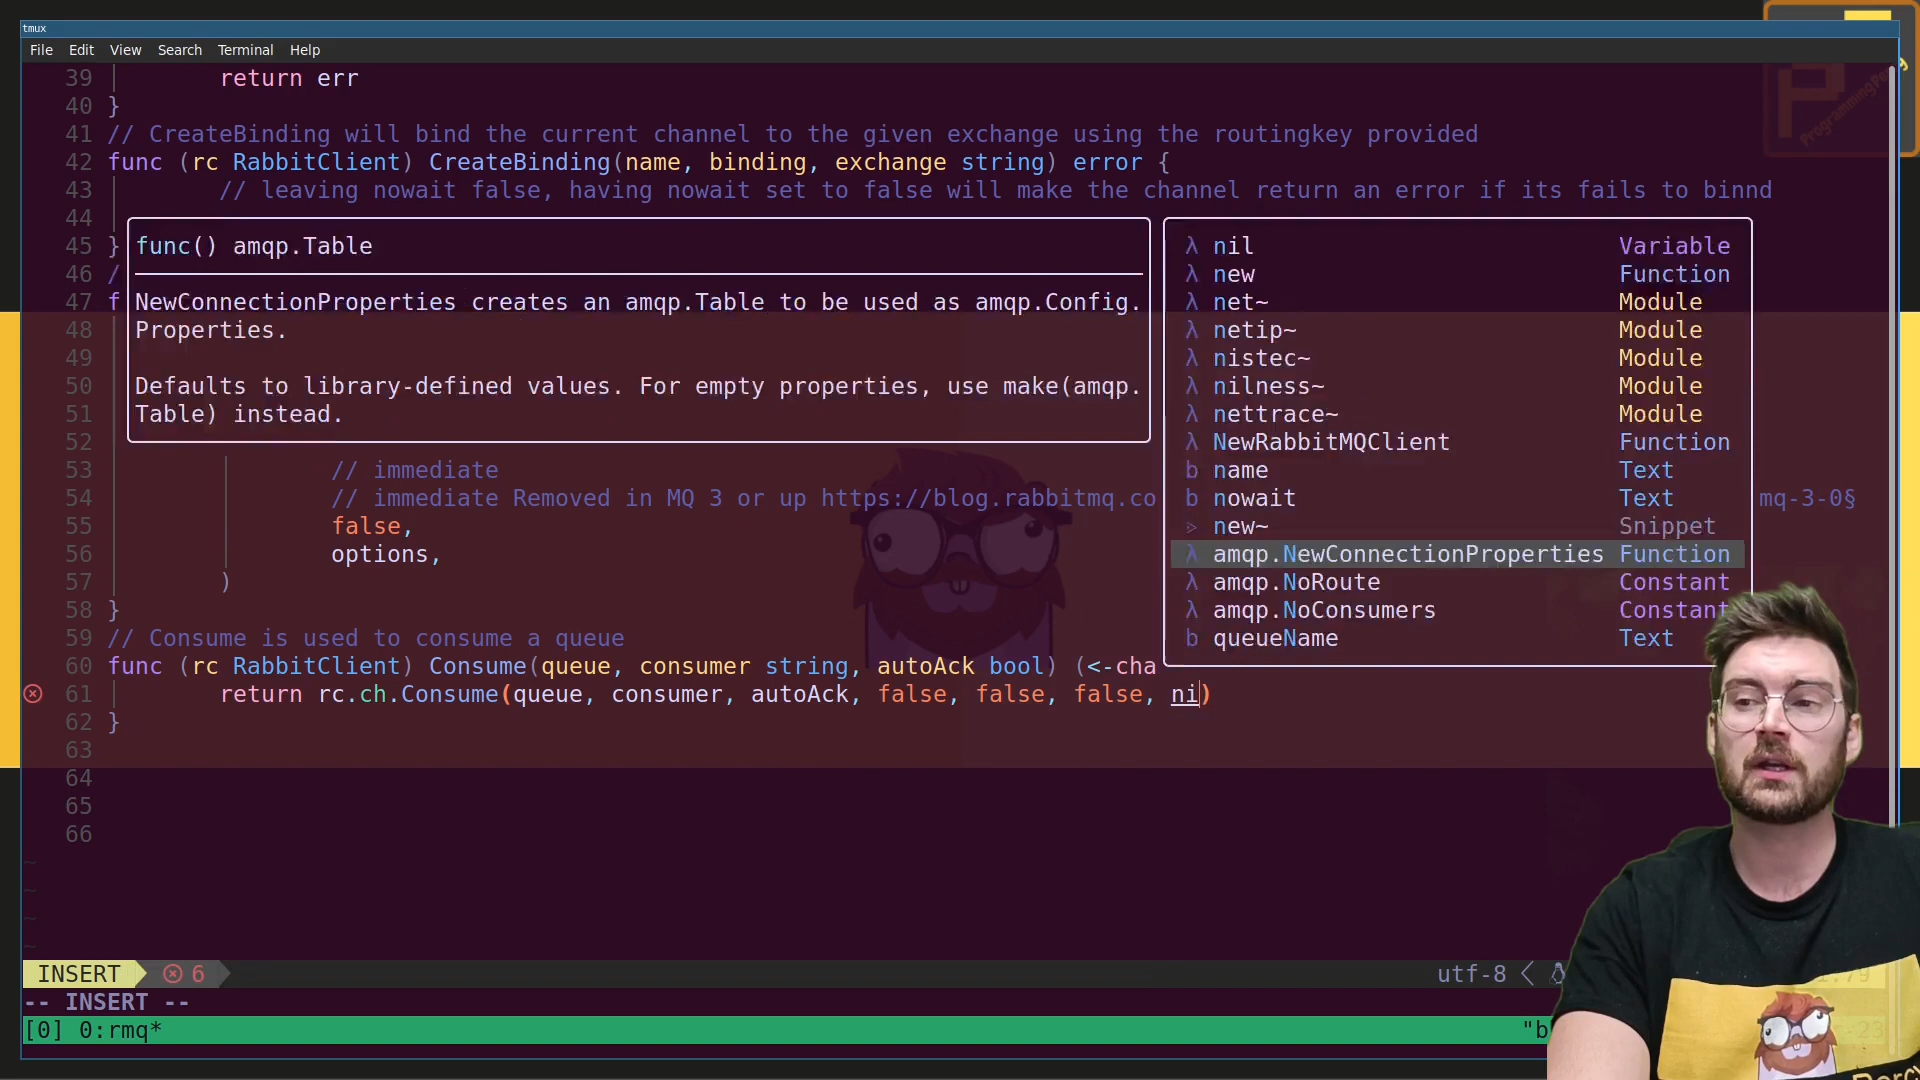 tmux
File Edit View Search Terminal Help
39 return err
40 }
41 // CreateBinding will bind the current channel to the given exchange using the routingkey provided
42 func (rc RabbitClient) CreateBinding(name, binding, exchange string) error {
43 // leaving nowait false, having nowait set to false will make the channel return an error if its fails to binnd
44
45 }
46 /
47 f
48
49
50
51
52
func() amqp.Table
NewConnectionProperties creates an amqp.Table to be used as amqp.Config.
Properties.
Defaults to library-defined values. For empty properties, use make(amqp.
Table) instead.
λ nil Variable
λ new Function
λ net~ Module
λ netip~ Module
λ nistec~ Module
λ nilness~ Module
λ nettrace~ Module
λ NewRabbitMQClient Function
b name Text
b nowait Text
> new~ Snippet
λ amqp.NewConnectionProperties Function
λ amqp.NoRoute Constant
λ amqp.NoConsumers Constant
b queueName Text
53 // immediate
54 // immediate Removed in MQ 3 or up https://blog.rabbitmq.co mq-3-0§
55 false,
56 options,
57 )
58 }
59 // Consume is used to consume a queue
60 func (rc RabbitClient) Consume(queue, consumer string, autoAck bool) (<-cha
61 return rc.ch.Consume(queue, consumer, autoAck, false, false, false, ni)
62 }
63
64
65
66
~
~
~
~
INSERT 6 utf-8 <
-- INSERT --
[0] 0:rmq* "b
ProgrammingPercy